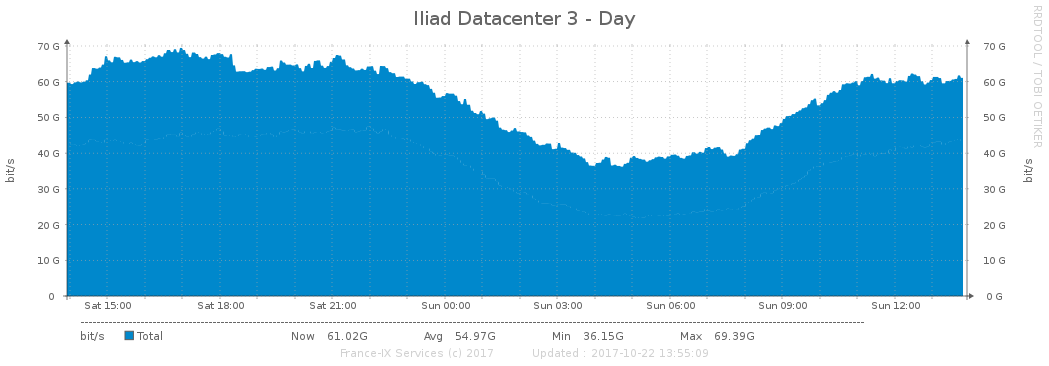 Iliad Datacenter 3 - Day
RRDTOOL / TOBI OETIKER
70 G 70 G
60 G 60 G
50 G 50 G
40 G 40 G
30 G 30 G
20 G 20 G
10 G 10 G
0 0 G
bit/s bit/s
Sat 15:00 Sat 18:00 Sat 21:00 Sun 00:00 Sun 03:00 Sun 06:00 Sun 09:00 Sun 12:00
bit/s Total Now 61.02G Avg 54.97G Min 36.15G Max 69.39G
France-IX Services (c) 2017 Updated : 2017-10-22 13:55:09